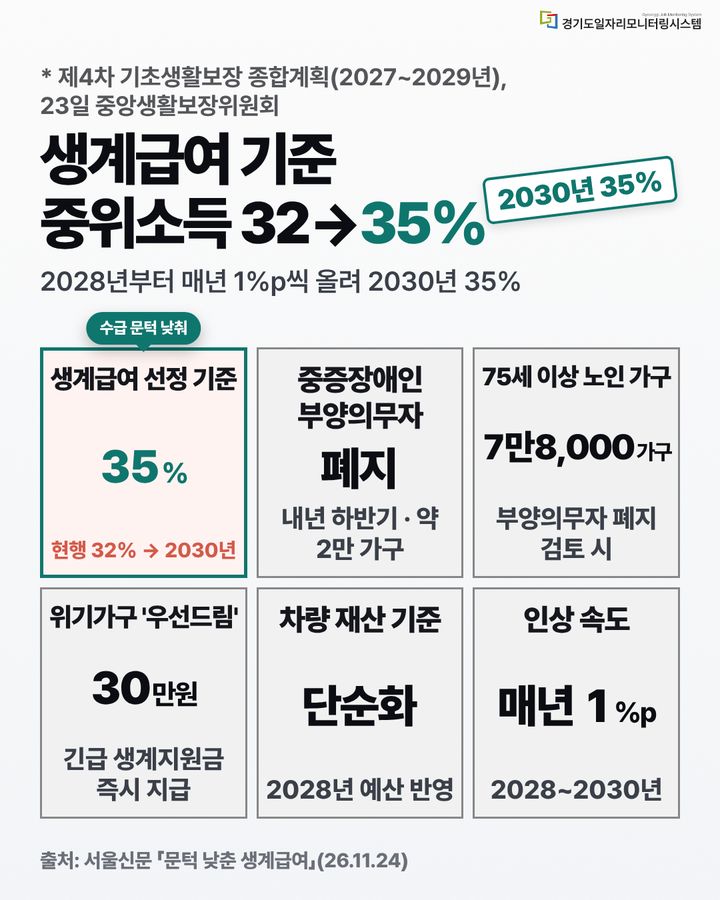 경기도일자리모니터링시스템
* 제4차 기초생활보장 종합계획(2027~2029년),
23일 중앙생활보장위원회
생계급여 기준
중위소득 32→35%
2030년 35%
2028년부터 매년 1%p씩 올려 2030년 35%
수급 문턱 낮춰
생계급여 선정 기준
35%
현행 32% → 2030년
중증장애인
부양의무자
폐지
내년 하반기 · 약
2만 가구
75세 이상 노인 가구
7만8,000가구
부양의무자 폐지
검토 시
위기가구 '우선드림'
30만원
긴급 생계지원금
즉시 지급
차량 재산 기준
단순화
2028년 예산 반영
인상 속도
매년 1%p
2028~2030년
출처: 서울신문 「문턱 낮춘 생계급여」(26.11.24)